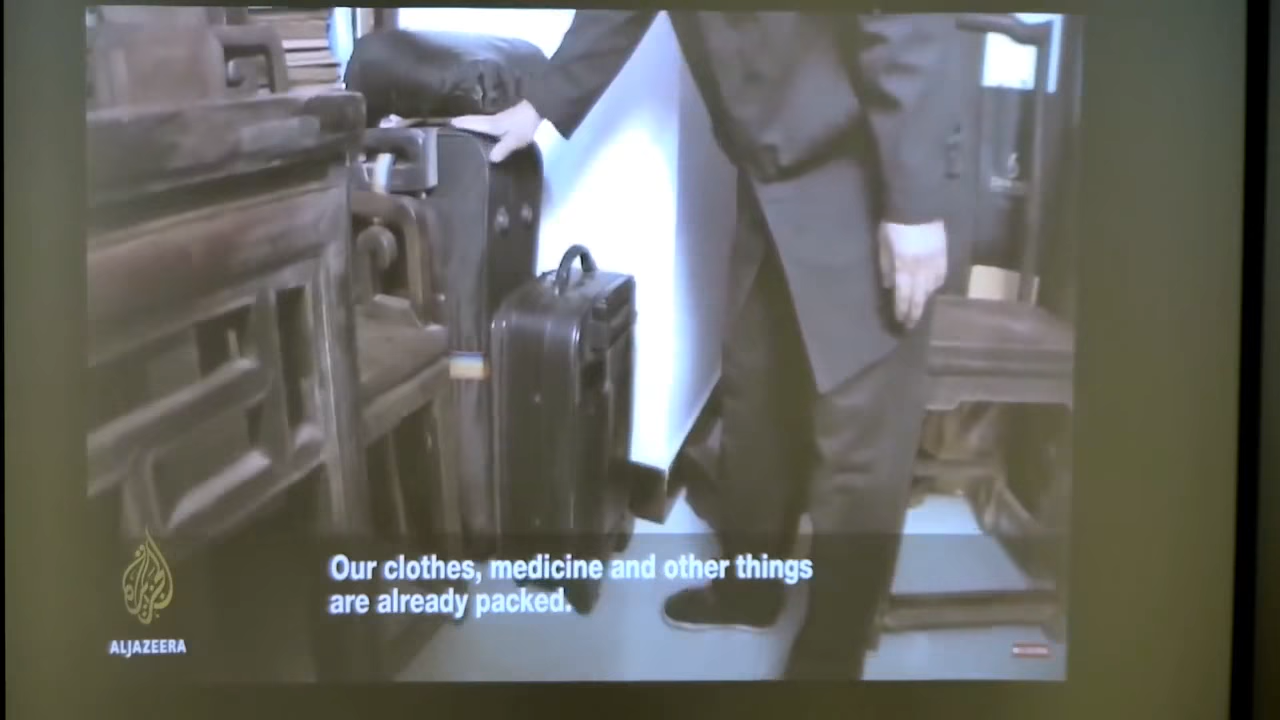 Our clothes, medicine and other things
are already packed.
ALJAZEERA